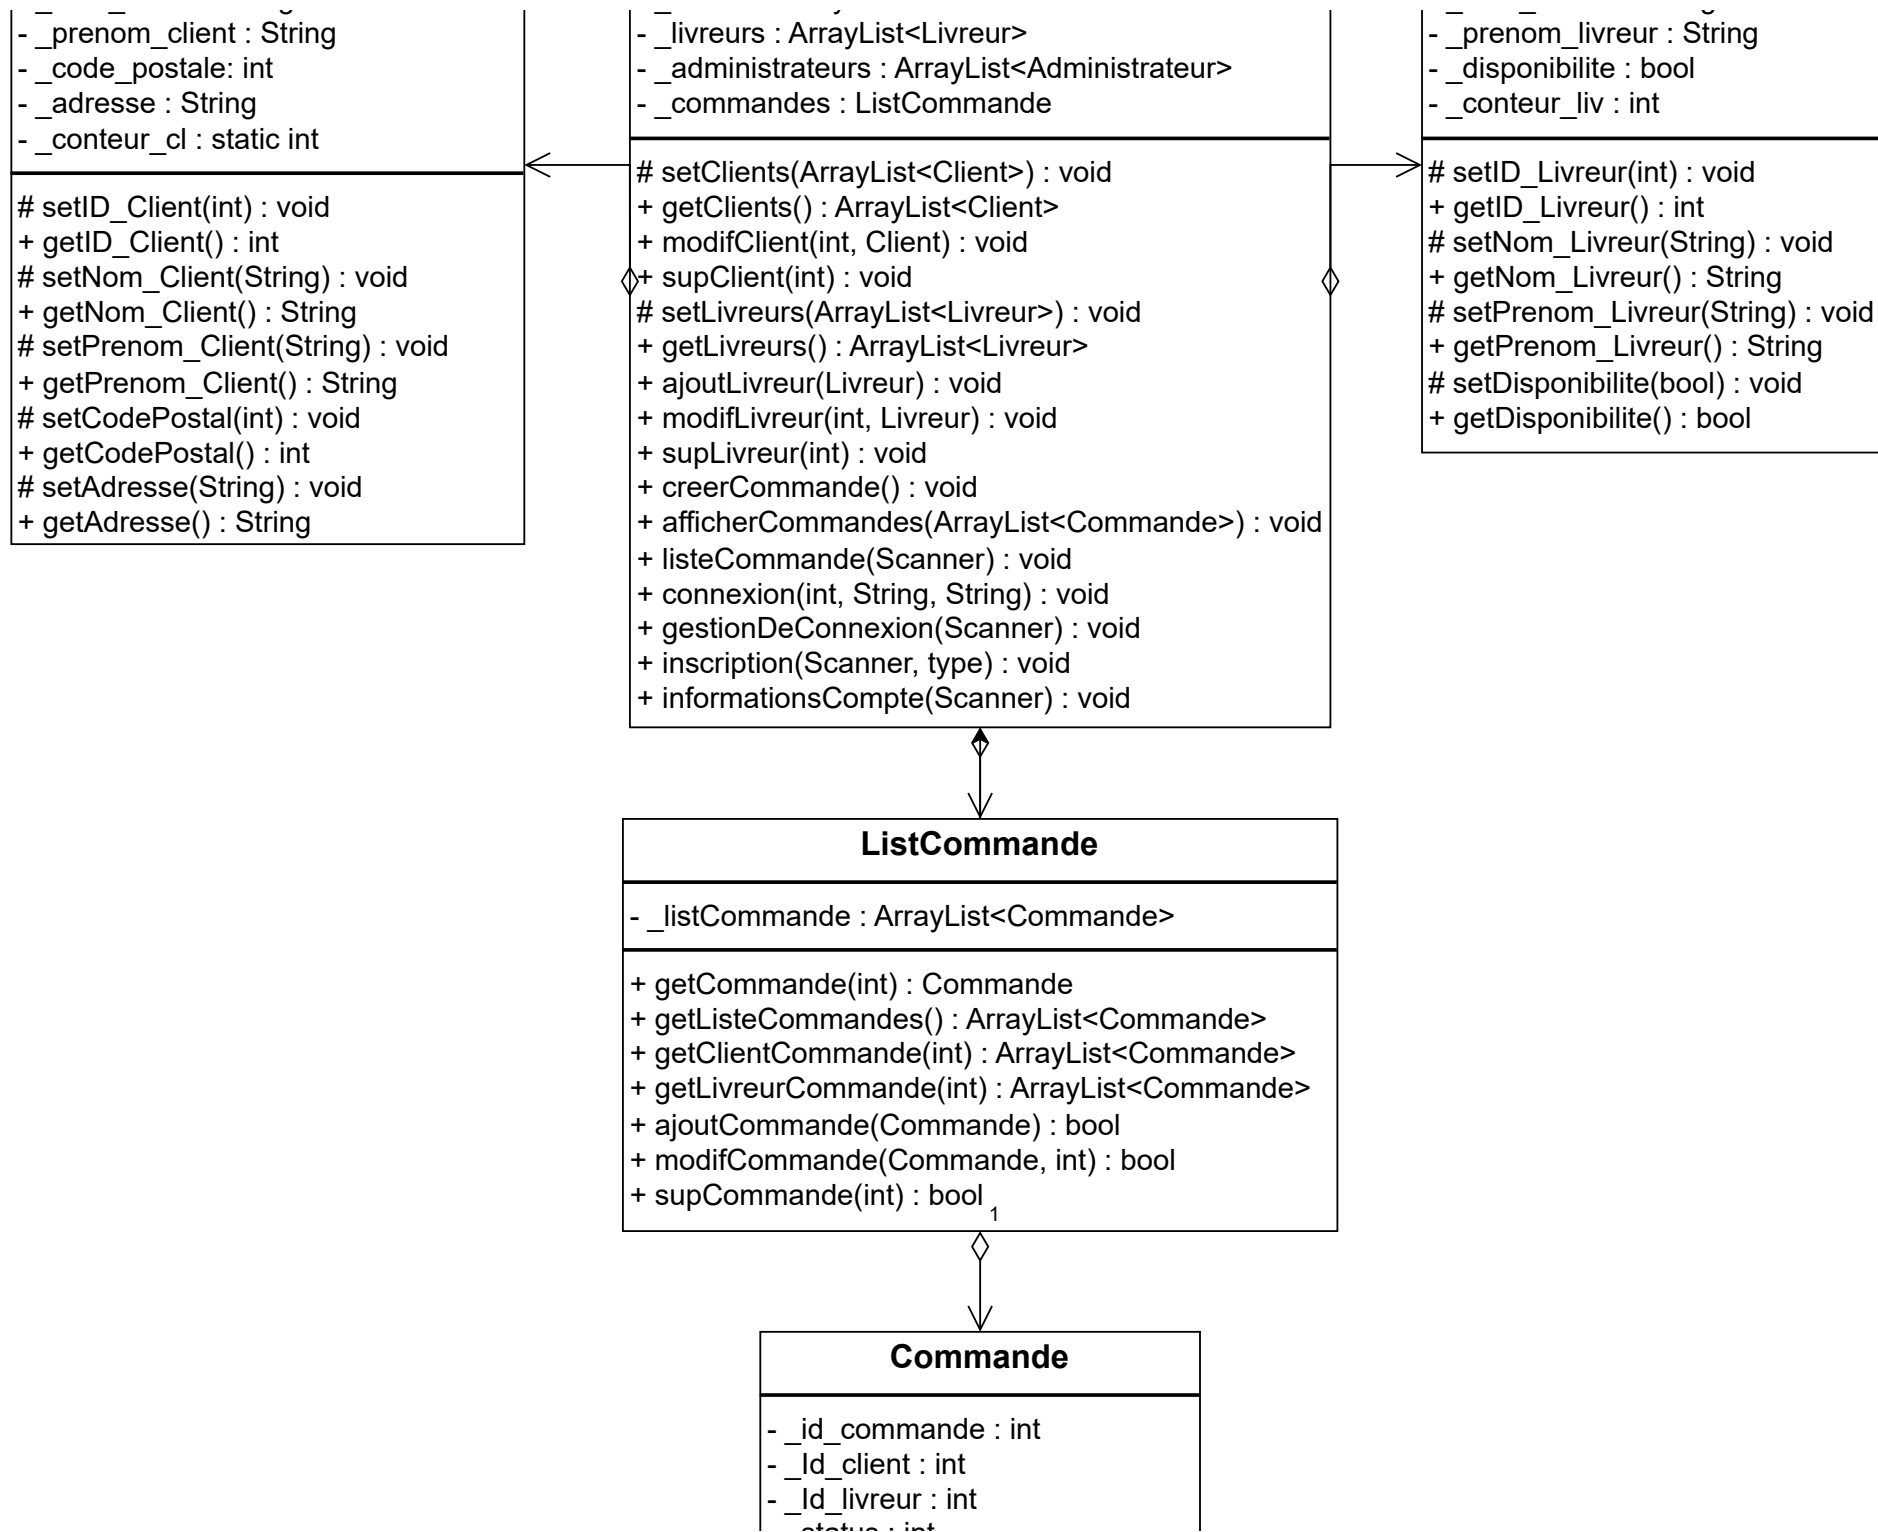 - _prenom_client : String
- _code_postale: int
- _adresse : String
- _conteur_cl : static int
# setID_Client(int) : void
+ getID_Client() : int
# setNom_Client(String) : void
+ getNom_Client() : String
# setPrenom_Client(String) : void
+ getPrenom_Client() : String
# setCodePostal(int) : void
+ getCodePostal() : int
# setAdresse(String) : void
+ getAdresse() : String
- _livreurs : ArrayList<Livreur>
- _administrateurs : ArrayList<Administrateur>
- _commandes : ListCommande
# setClients(ArrayList<Client>) : void
+ getClients() : ArrayList<Client>
+ modifClient(int, Client) : void
+ supClient(int) : void
# setLivreurs(ArrayList<Livreur>) : void
+ getLivreurs() : ArrayList<Livreur>
+ ajoutLivreur(Livreur) : void
+ modifLivreur(int, Livreur) : void
+ supLivreur(int) : void
+ creerCommande() : void
+ afficherCommandes(ArrayList<Commande>) : void
+ listeCommande(Scanner) : void
+ connexion(int, String, String) : void
+ gestionDeConnexion(Scanner) : void
+ inscription(Scanner, type) : void
+ informationsCompte(Scanner) : void
- _prenom_livreur : String
- _disponibilite : bool
- _conteur_liv : int
# setID_Livreur(int) : void
+ getID_Livreur() : int
# setNom_Livreur(String) : void
+ getNom_Livreur() : String
# setPrenom_Livreur(String) : void
+ getPrenom_Livreur() : String
# setDisponibilite(bool) : void
+ getDisponibilite() : bool
ListCommande
- _listCommande : ArrayList<Commande>
+ getCommande(int) : Commande
+ getListeCommandes() : ArrayList<Commande>
+ getClientCommande(int) : ArrayList<Commande>
+ getLivreurCommande(int) : ArrayList<Commande>
+ ajoutCommande(Commande) : bool
+ modifCommande(Commande, int) : bool
+ supCommande(int) : bool
1
Commande
- _id_commande : int
- _Id_client : int
- _Id_livreur : int
- _status : int